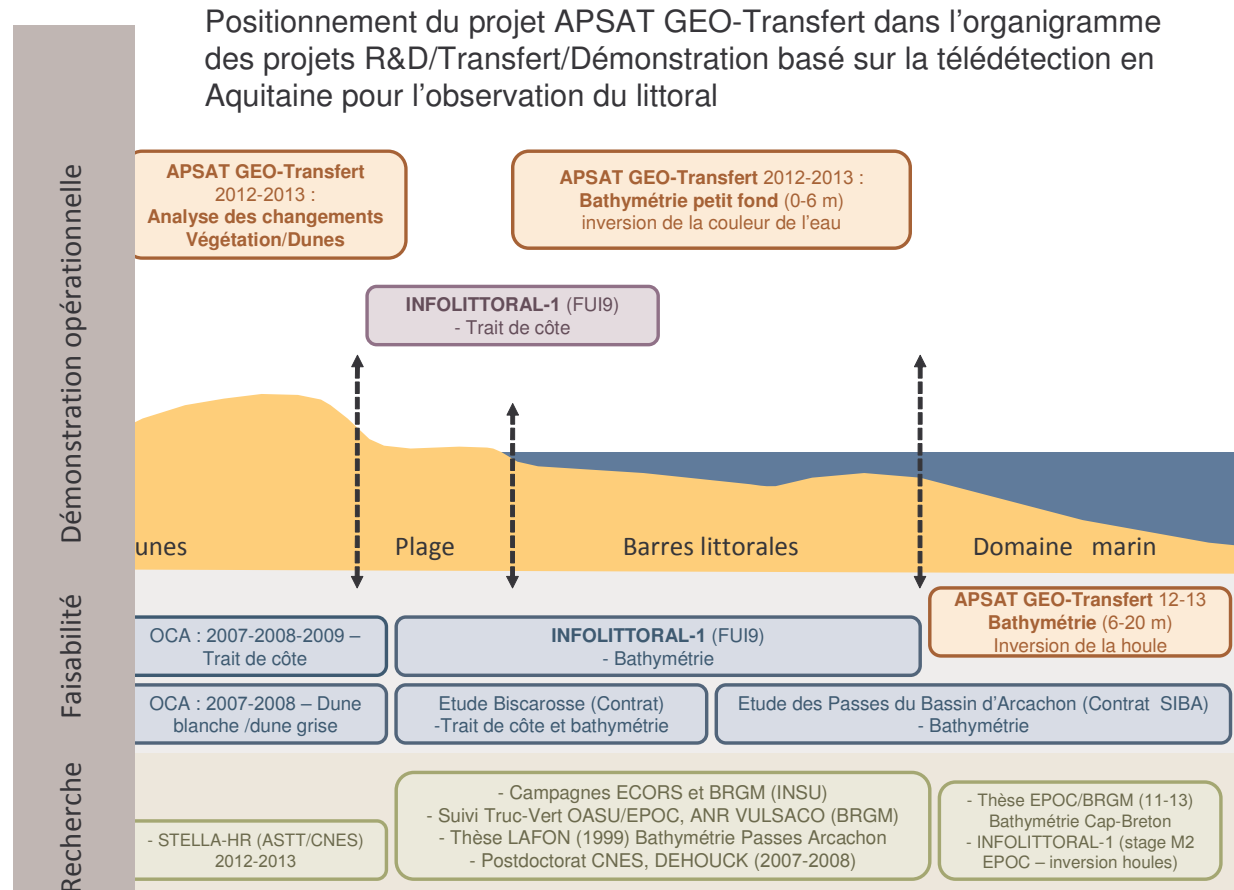 Positionnement du projet APSAT GEO-Transfert dans l'organigramme
des projets R&D/Transfert/Démonstration basé sur la télédétection en
Aquitaine pour l'observation du littoral
Démonstration opérationnelle
APSAT GEO-Transfert
2012-2013 :
Analyse des changements
Végétation/Dunes
APSAT GEO-Transfert 2012-2013 :
Bathymétrie petit fond (0-6 m)
inversion de la couleur de l'eau
INFOLITTORAL-1 (FUI9)
- Trait de côte
unes
Plage
Barres littorales
Domaine marin
Faisabilité
OCA : 2007-2008-2009 –
Trait de côte
INFOLITTORAL-1 (FUI9)
- Bathymétrie
APSAT GEO-Transfert 12-13
Bathymétrie (6-20 m)
Inversion de la houle
OCA : 2007-2008 – Dune
blanche /dune grise
Etude Biscarosse (Contrat)
-Trait de côte et bathymétrie
Etude des Passes du Bassin d'Arcachon (Contrat SIBA)
- Bathymétrie
Recherche
- STELLA-HR (ASTT/CNES)
2012-2013
- Campagnes ECORS et BRGM (INSU)
- Suivi Truc-Vert OASU/EPOC, ANR VULSACO (BRGM)
- Thèse LAFON (1999) Bathymétrie Passes Arcachon
- Postdoctorat CNES, DEHOUCK (2007-2008)
- Thèse EPOC/BRGM (11-13)
Bathymétrie Cap-Breton
- INFOLITTORAL-1 (stage M2
EPOC – inversion houles)